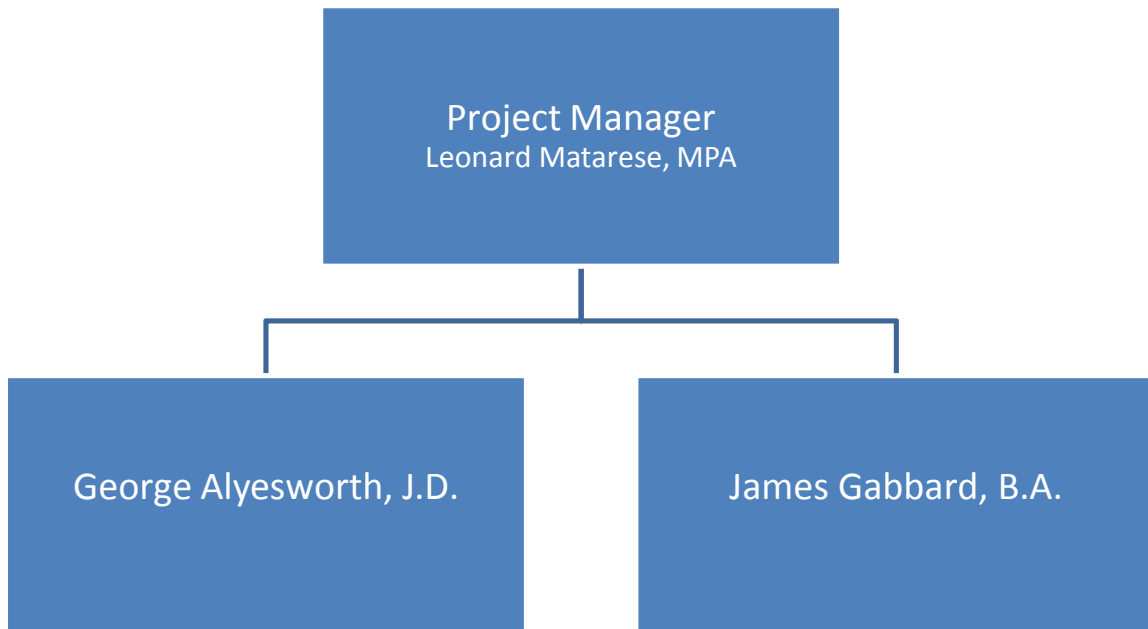 Project Manager
Leonard Matarese, MPA
George Alyesworth, J.D.
James Gabbard, B.A.